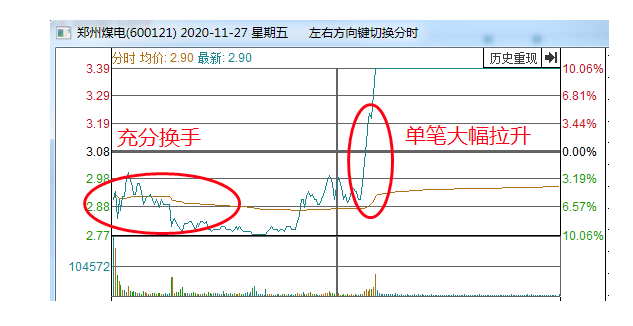 郑州煤电(600121) 2020-11-27 星期五 左右方向键切换分时
分时 均价: 2.90 最新: 2.90 历史重现
3.39 10.06%
3.29 6.81%
3.19 3.44%
充分换手 单笔大幅拉升
3.08 0.00%
2.98 3.19%
2.88 6.57%
2.77 10.06%
104572